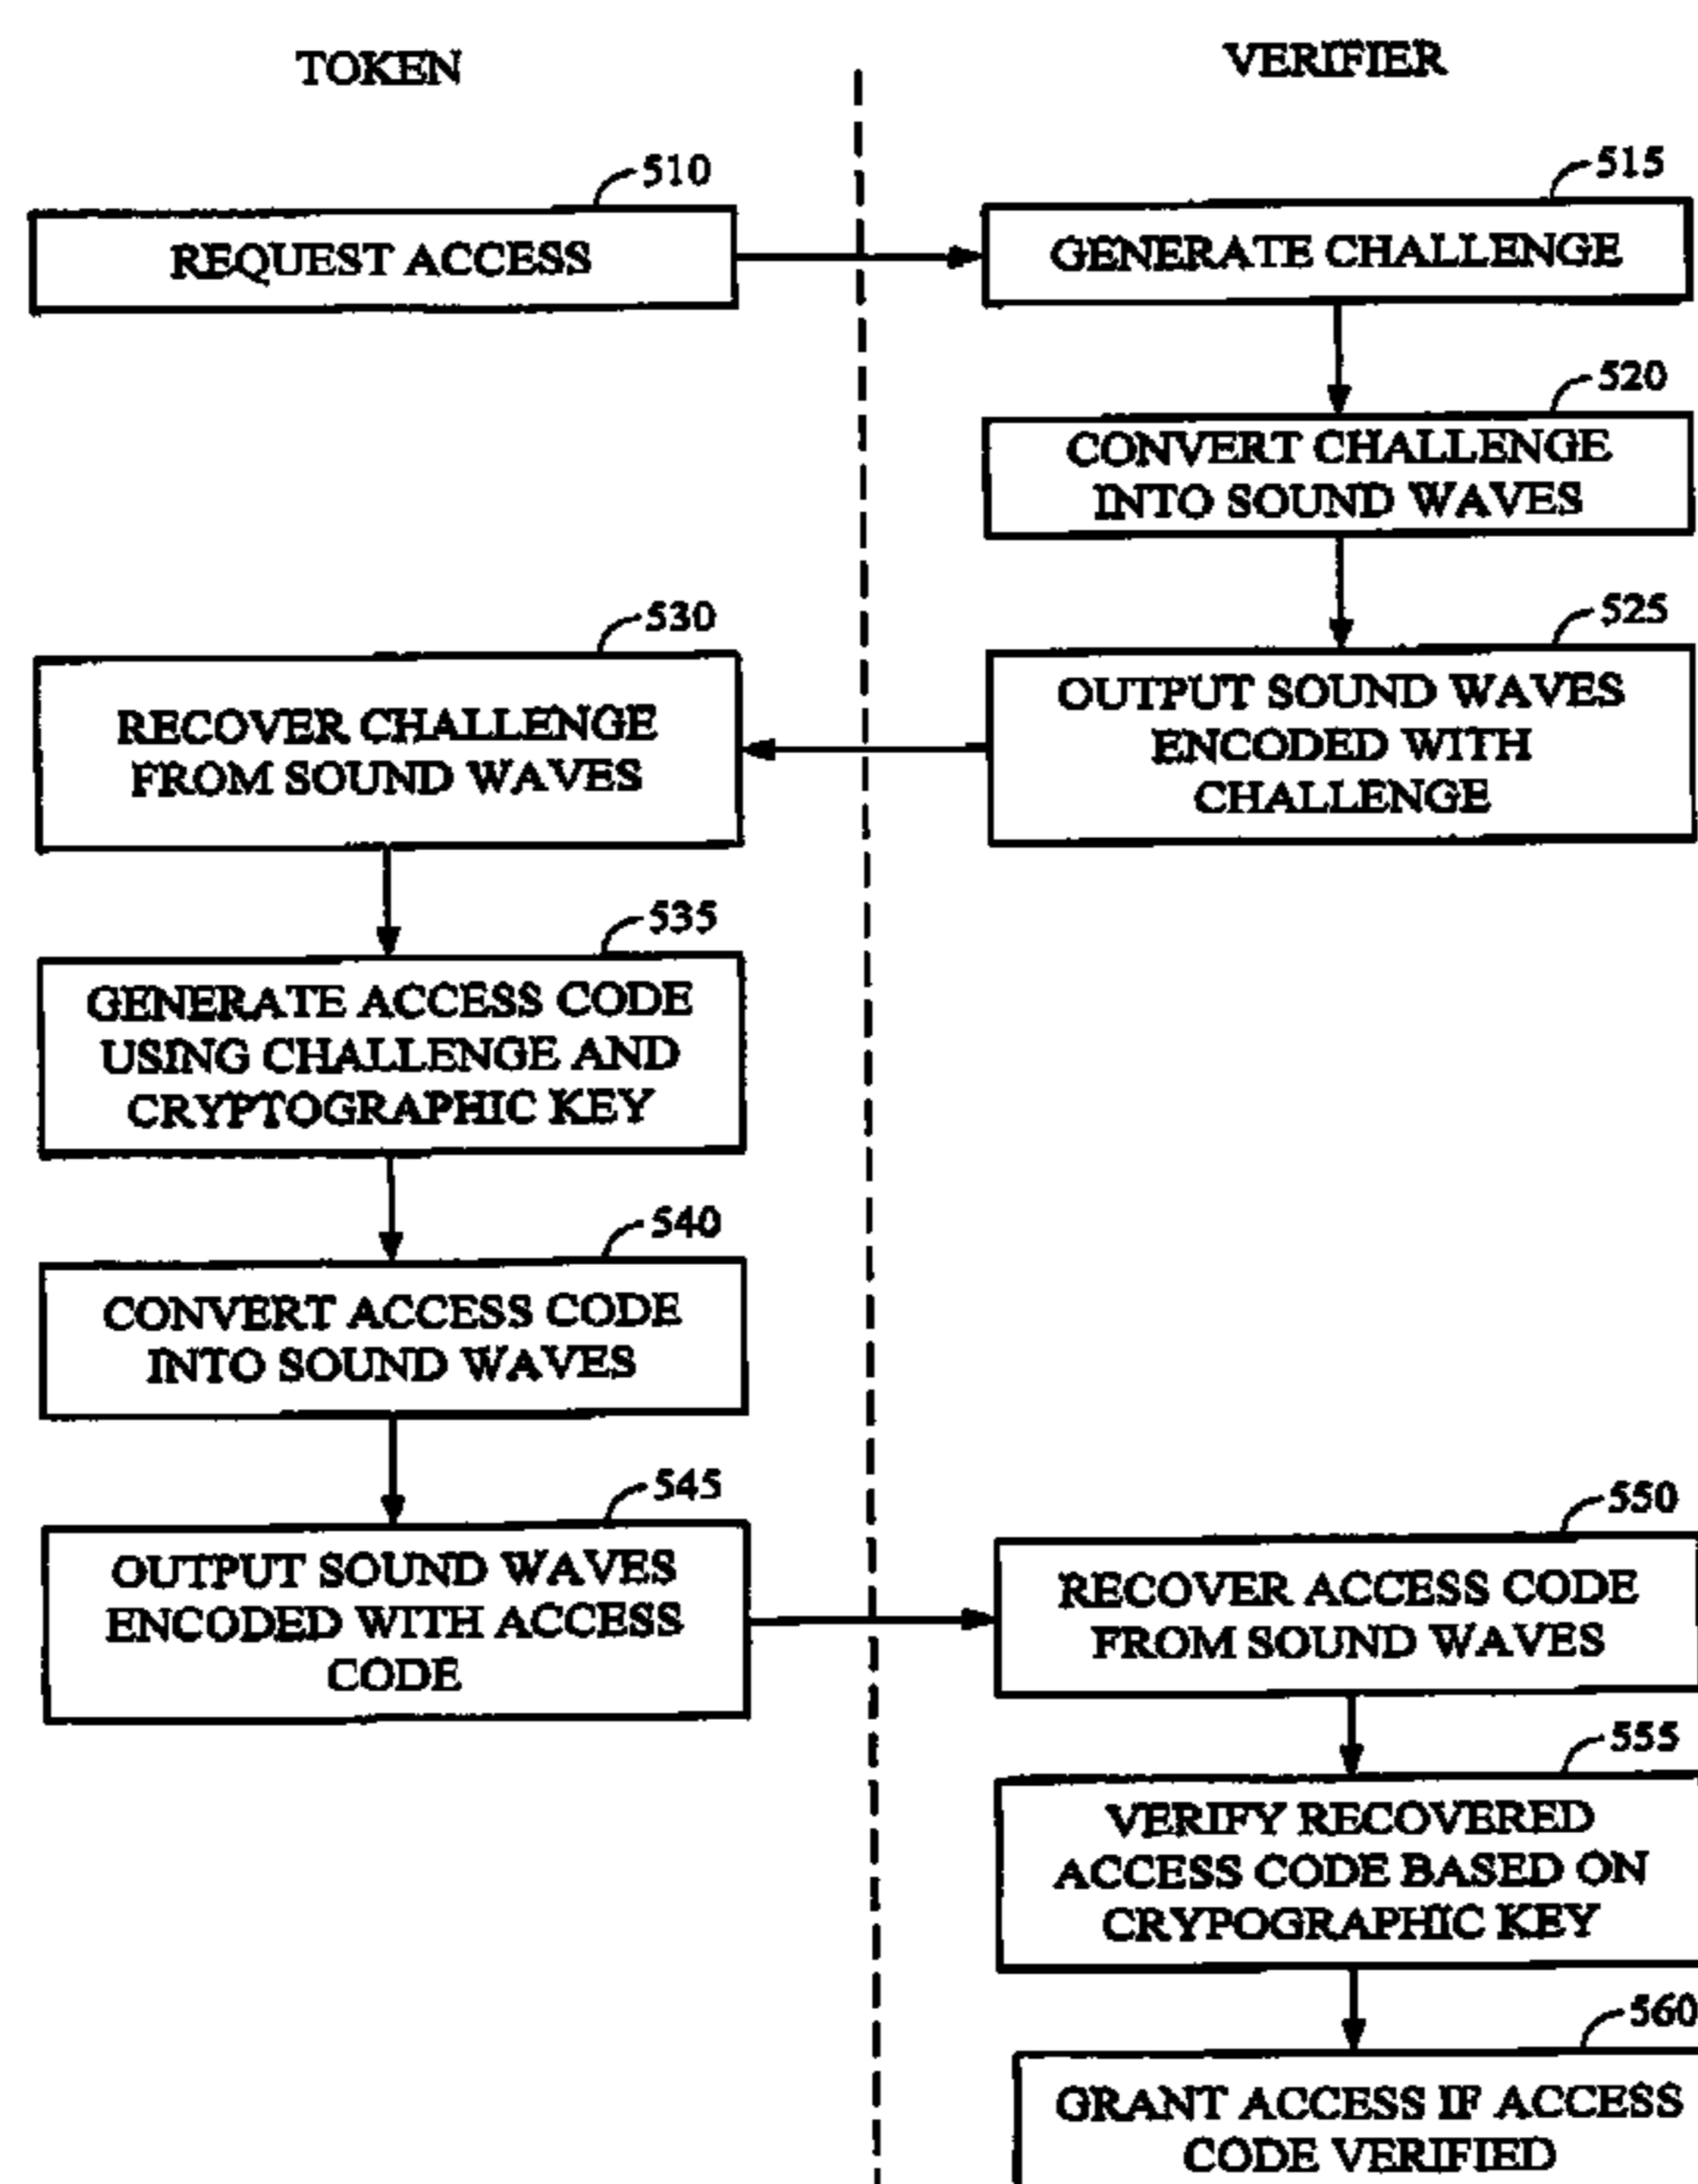 TOKEN
VERIFIER
510
REQUEST ACCESS
515
GENERATE CHALLENGE
520
CONVERT CHALLENGE
INTO SOUND WAVES
525
OUTPUT SOUND WAVES
ENCODED WITH
CHALLENGE
530
RECOVER CHALLENGE
FROM SOUND WAVES
535
GENERATE ACCESS CODE
USING CHALLENGE AND
CRYPTOGRAPHIC KEY
540
CONVERT ACCESS CODE
INTO SOUND WAVES
545
OUTPUT SOUND WAVES
ENCODED WITH ACCESS
CODE
550
RECOVER ACCESS CODE
FROM SOUND WAVES
555
VERIFY RECOVERED
ACCESS CODE BASED ON
CRYPOGRAPHIC KEY
560
GRANT ACCESS IF ACCESS
CODE VERIFIED